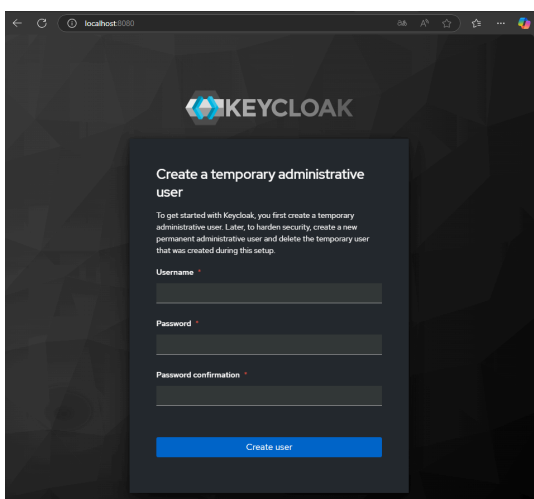 localhost:8080
KEYCLOAK
Create a temporary administrative
user
To get started with Keycloak, you first create a temporary
administrative user. Later, to harden security, create a new
permanent administrative user and delete the temporary user
that was created during this setup.
Username *
Password *
Password confirmation *
Create user